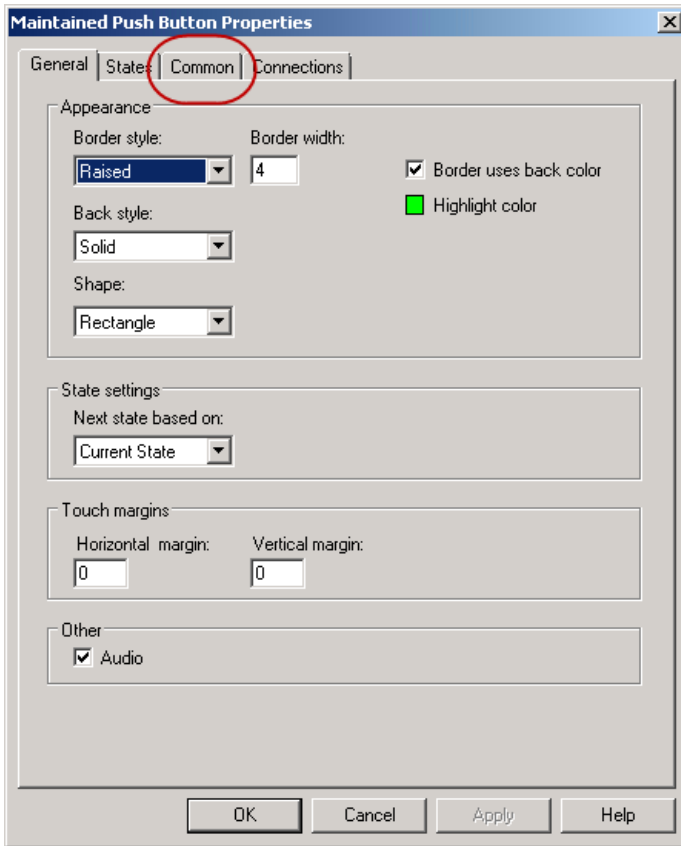 Maintained Push Button Properties
General States Common Connections
Appearance
Border style: Border width:
Raised 4 Border uses back color
Highlight color
Back style:
Solid
Shape:
Rectangle
State settings
Next state based on:
Current State
Touch margins
Horizontal margin: Vertical margin:
0 0
Other
Audio
OK Cancel Apply Help